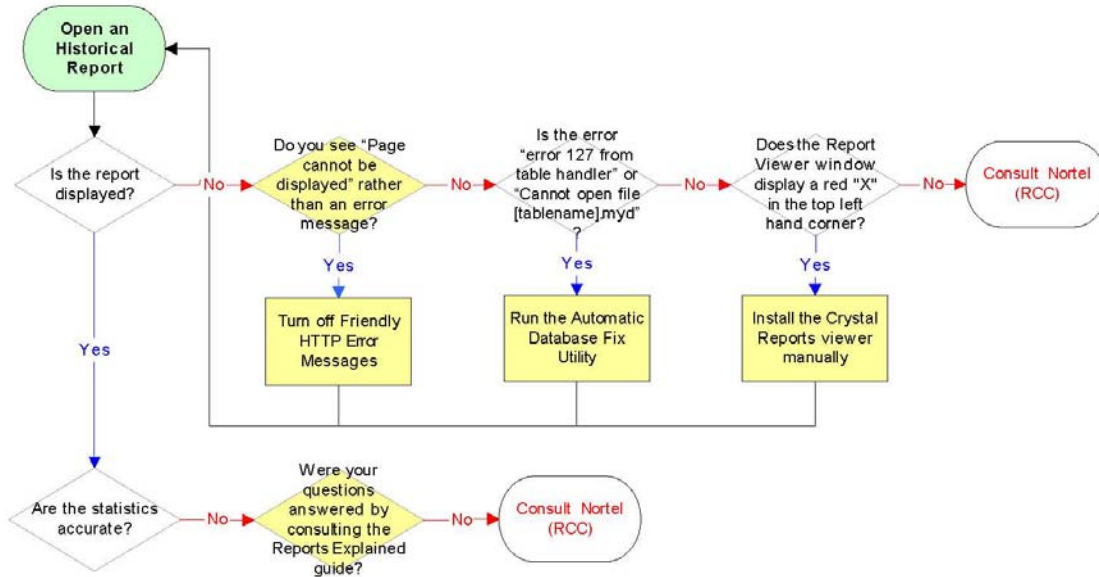 Open an
Historical
Report
Is the report
displayed?
No
Do you see “Page
cannot be
displayed” rather
than an error
message?
No
Is the error
“error 127 from
table handler” or
“Cannot open file
[tablename].myd”
?
No
Does the Report
Viewer window
display a red "X"
in the top left
hand corner?
No
Consult Nortel
(RCC)
Yes
Yes
Yes
Turn off Friendly
HTTP Error
Messages
Run the Automatic
Database Fix
Utility
Install the Crystal
Reports viewer
manually
Yes
Are the statistics
accurate?
No
Were your
questions
answered by
consulting the
Reports Explained
guide?
No
Consult Nortel
(RCC)